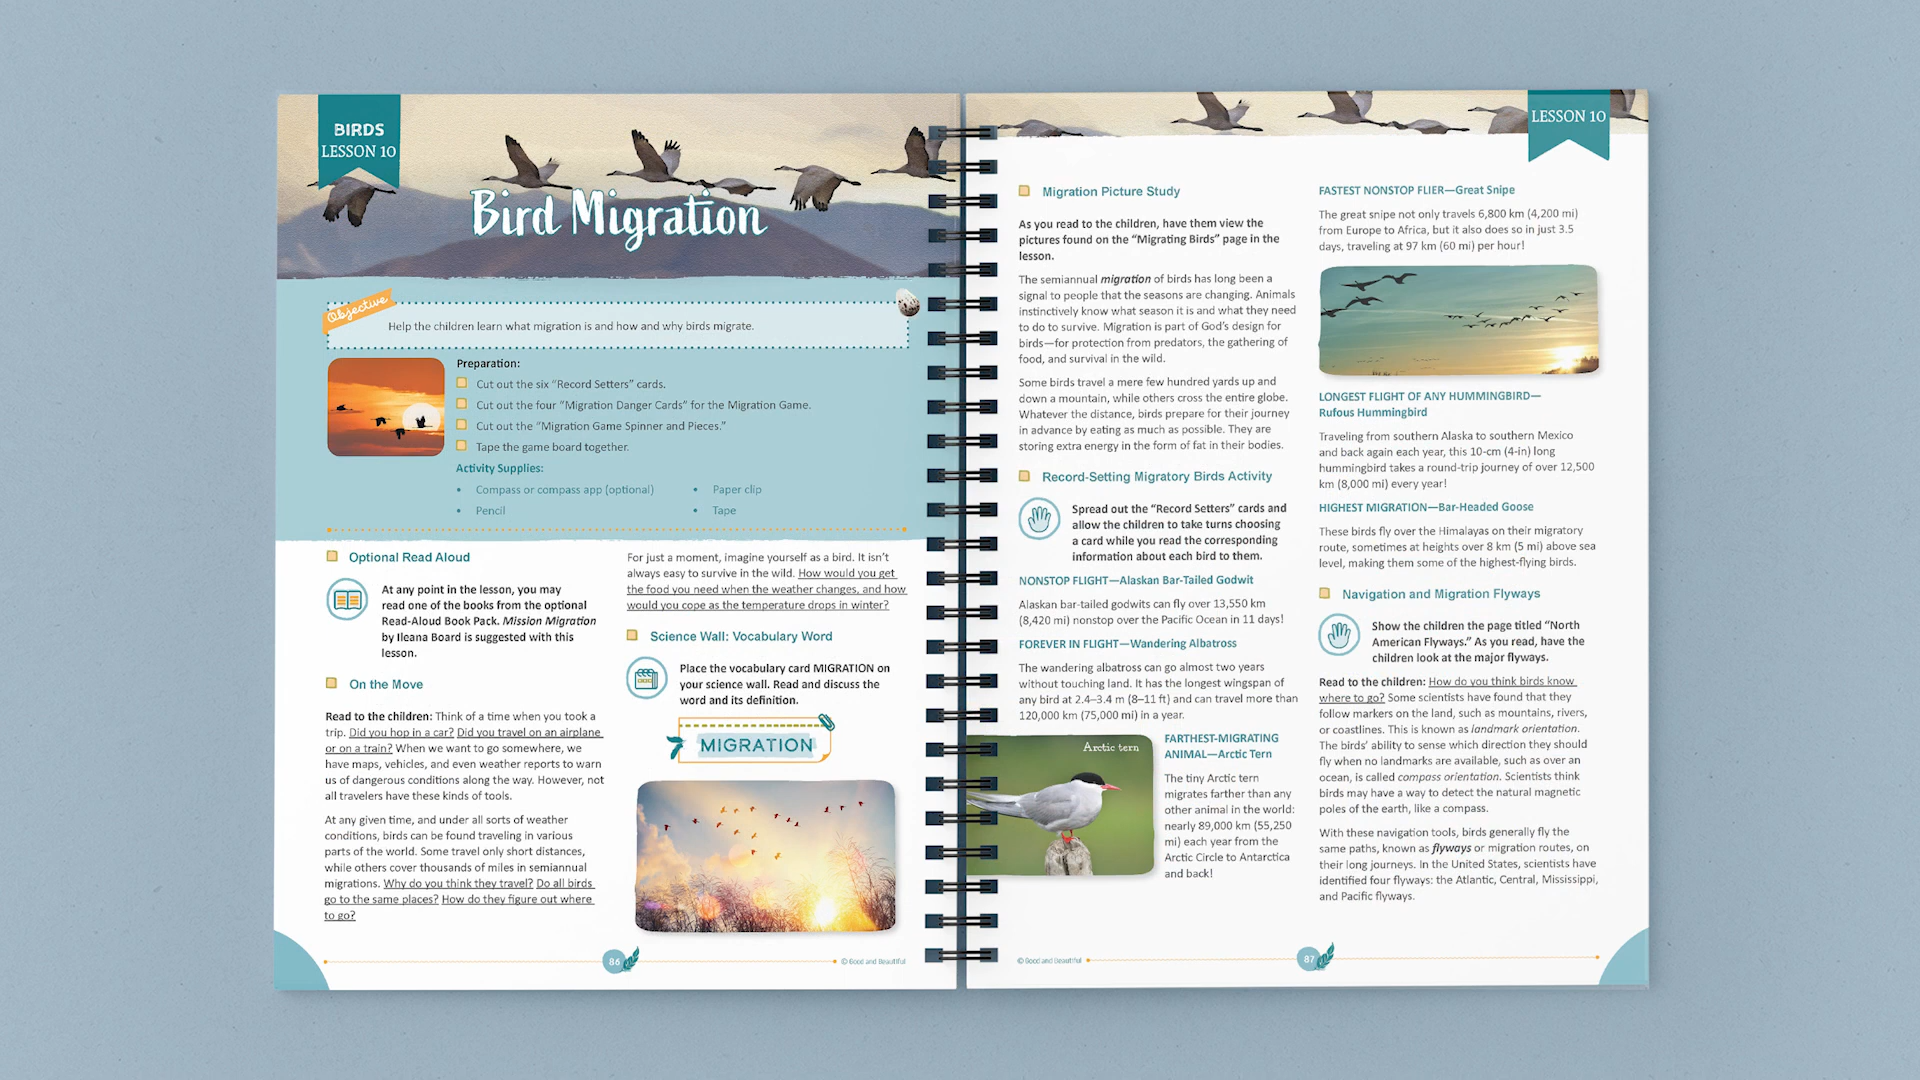 BIRDS
LESSON 10
Bird Migration
Objective
Help the children learn what migration is and how and why birds migrate.
Preparation:
Cut out the six “Record Setters” cards.
Cut out the four “Migration Danger Cards” for the Migration Game.
Cut out the “Migration Game Spinner and Pieces.”
Tape the game board together.
Activity Supplies:
• Compass or compass app (optional)
• Pencil
• Paper clip
• Tape
Optional Read Aloud
At any point in the lesson, you may
read one of the books from the optional
Read-Aloud Book Pack. Mission Migration
by Ileana Board is suggested with this
lesson.
On the Move
Read to the children: Think of a time when you took a
trip. Did you hop in a car? Did you travel on an airplane
or on a train? When we want to go somewhere, we
have maps, vehicles, and even weather reports to warn
us of dangerous conditions along the way. However, not
all travelers have these kinds of tools.
At any given time, and under all sorts of weather
conditions, birds can be found traveling in various
parts of the world. Some travel only short distances,
while others cover thousands of miles in semiannual
migrations. Why do you think they travel? Do all birds
go to the same places? How do they figure out where
to go?
For just a moment, imagine yourself as a bird. It isn’t
always easy to survive in the wild. How would you get
the food you need when the weather changes, and how
would you cope as the temperature drops in winter?
Science Wall: Vocabulary Word
Place the vocabulary card MIGRATION on
your science wall. Read and discuss the
word and its definition.
MIGRATION
86
© Good and Beautiful
LESSON 10
Migration Picture Study
As you read to the children, have them view the
pictures found on the “Migrating Birds” page in the
lesson.
The semiannual migration of birds has long been a
signal to people that the seasons are changing. Animals
instinctively know what season it is and what they need
to do to survive. Migration is part of God’s design for
birds—for protection from predators, the gathering of
food, and survival in the wild.
Some birds travel a mere few hundred yards up and
down a mountain, while others cross the entire globe.
Whatever the distance, birds prepare for their journey
in advance by eating as much as possible. They are
storing extra energy in the form of fat in their bodies.
Record-Setting Migratory Birds Activity
Spread out the “Record Setters” cards and
allow the children to take turns choosing
a card while you read the corresponding
information about each bird to them.
NONSTOP FLIGHT—Alaskan Bar-Tailed Godwit
Alaskan bar-tailed godwits can fly over 13,550 km
(8,420 mi) nonstop over the Pacific Ocean in 11 days!
FOREVER IN FLIGHT—Wandering Albatross
The wandering albatross can go almost two years
without touching land. It has the longest wingspan of
any bird at 2.4–3.4 m (8–11 ft) and can travel more than
120,000 km (75,000 mi) in a year.
Arctic tern
FARTHEST-MIGRATING
ANIMAL—Arctic Tern
The tiny Arctic tern
migrates farther than any
other animal in the world:
nearly 89,000 km (55,250
mi) each year from the
Arctic Circle to Antarctica
and back!
FASTEST NONSTOP FLIER—Great Snipe
The great snipe not only travels 6,800 km (4,200 mi)
from Europe to Africa, but it also does so in just 3.5
days, traveling at 97 km (60 mi) per hour!
LONGEST FLIGHT OF ANY HUMMINGBIRD—
Rufous Hummingbird
Traveling from southern Alaska to southern Mexico
and back again each year, this 10-cm (4-in) long
hummingbird takes a round-trip journey of over 12,500
km (8,000 mi) every year!
HIGHEST MIGRATION—Bar-Headed Goose
These birds fly over the Himalayas on their migratory
route, sometimes at heights over 8 km (5 mi) above sea
level, making them some of the highest-flying birds.
Navigation and Migration Flyways
Show the children the page titled “North
American Flyways.” As you read, have the
children look at the major flyways.
Read to the children: How do you think birds know
where to go? Some scientists have found that they
follow markers on the land, such as mountains, rivers,
or coastlines. This is known as landmark orientation.
The birds’ ability to sense which direction they should
fly when no landmarks are available, such as over an
ocean, is called compass orientation. Scientists think
birds may have a way to detect the natural magnetic
poles of the earth, like a compass.
With these navigation tools, birds generally fly the
same paths, known as flyways or migration routes, on
their long journeys. In the United States, scientists have
identified four flyways: the Atlantic, Central, Mississippi,
and Pacific flyways.
© Good and Beautiful
87